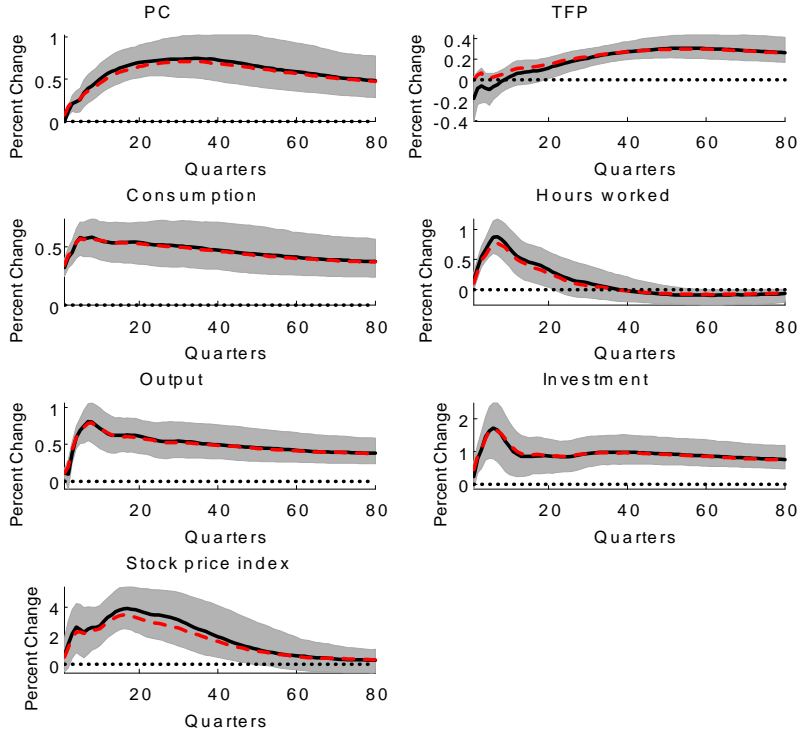 PC
Percent Change
1
0.5
0
20 40 60 80
Quarters
TFP
Percent Change
0.4
0.2
0
-0.2
-0.4
20 40 60 80
Quarters
Consumption
Percent Change
0.5
0
20 40 60 80
Quarters
Hours worked
Percent Change
1
0.5
0
20 40 60 80
Quarters
Output
Percent Change
1
0.5
0
20 40 60 80
Quarters
Investment
Percent Change
2
1
0
20 40 60 80
Quarters
Stock price index
Percent Change
4
2
0
20 40 60 80
Quarters